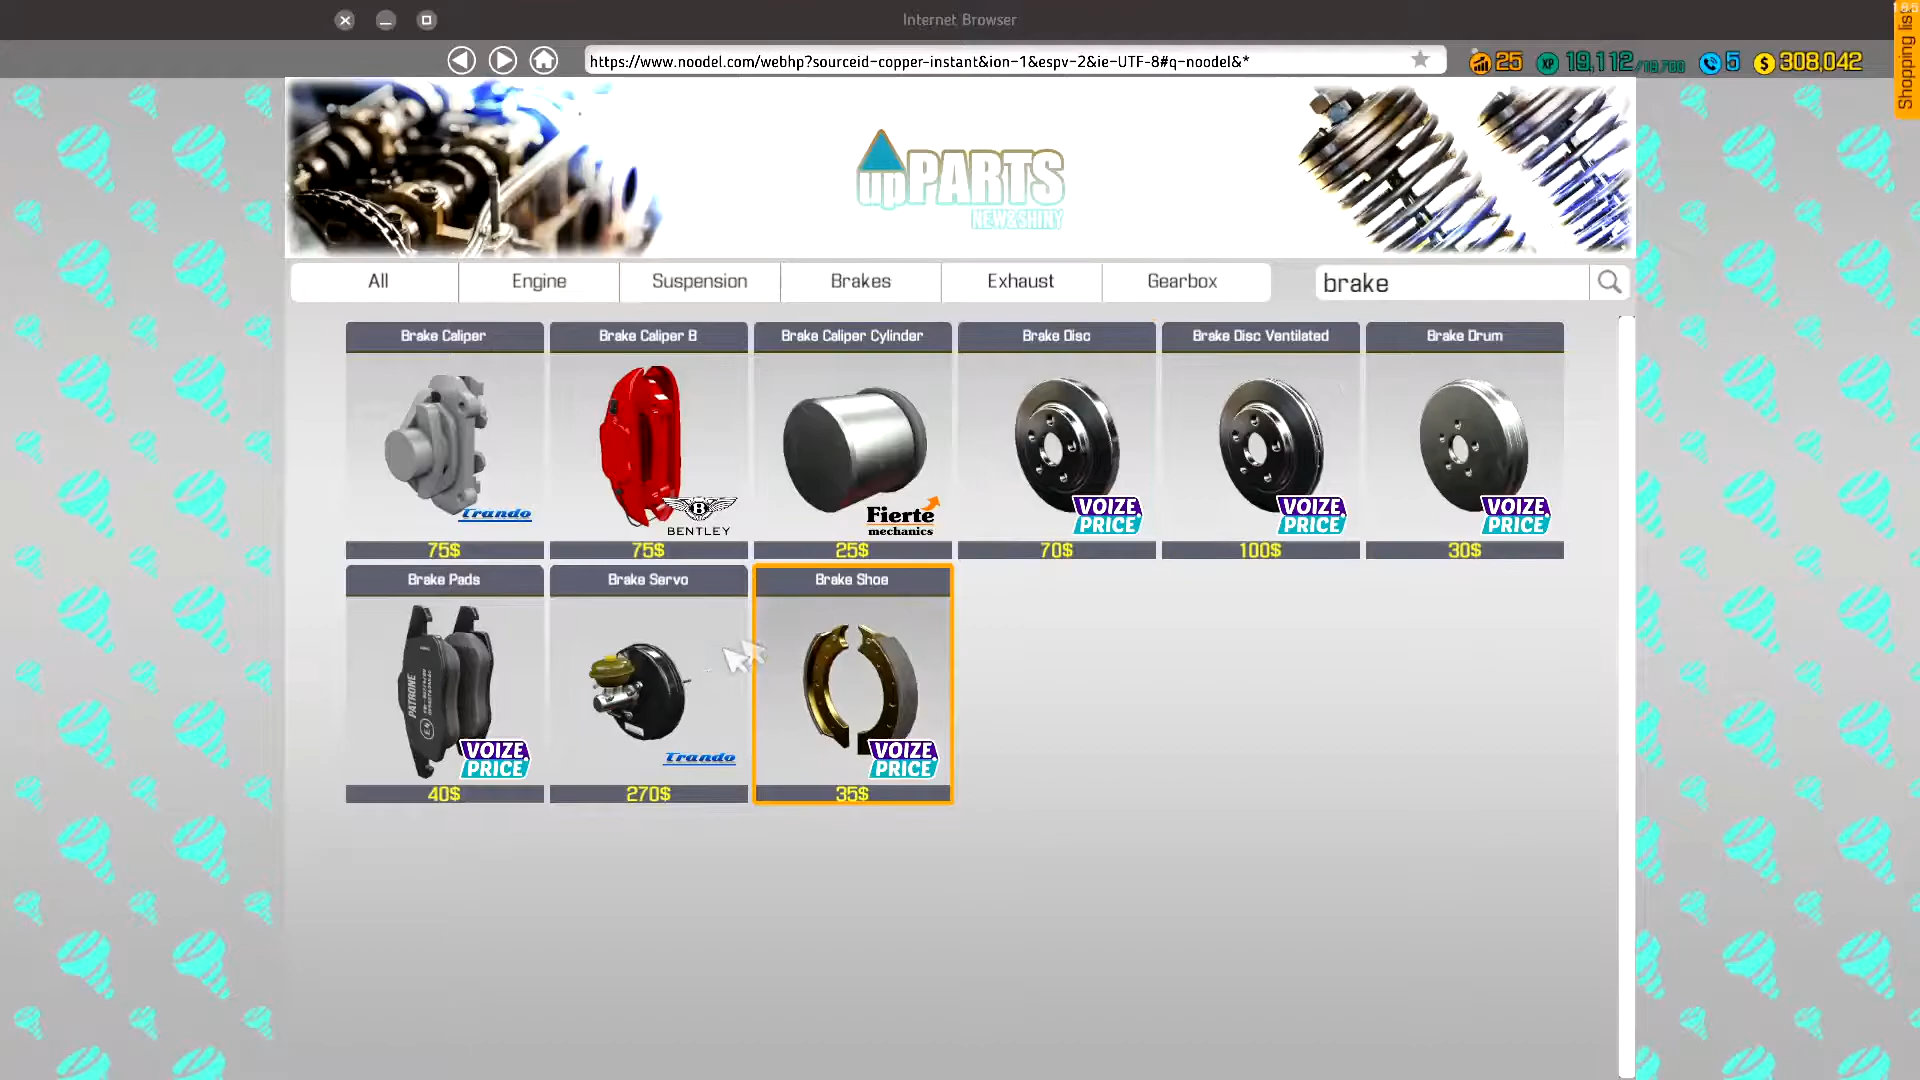 Internet Browser
https://www.noodel.com/webhp?sourceid-copper-instant&ion-1&espv-2&ie-UTF-8#q-noodel&*
25
XP 19,112
5
$ 308,042
Shopping lis
upPARTS
NEW&SHINY
All
Engine
Suspension
Brakes
Exhaust
Gearbox
brake
Brake Caliper
Brake Caliper B
Brake Caliper Cylinder
Brake Disc
Brake Disc Ventilated
Brake Drum
Trando
B
BENTLEY
Fierte
mechanics
VOIZE
PRICE
VOIZE
PRICE
VOIZE
PRICE
75$
75$
25$
70$
100$
30$
Brake Pads
Brake Servo
Brake Shoe
PATRONE
VOIZE
PRICE
Trando
VOIZE
PRICE
40$
270$
35$